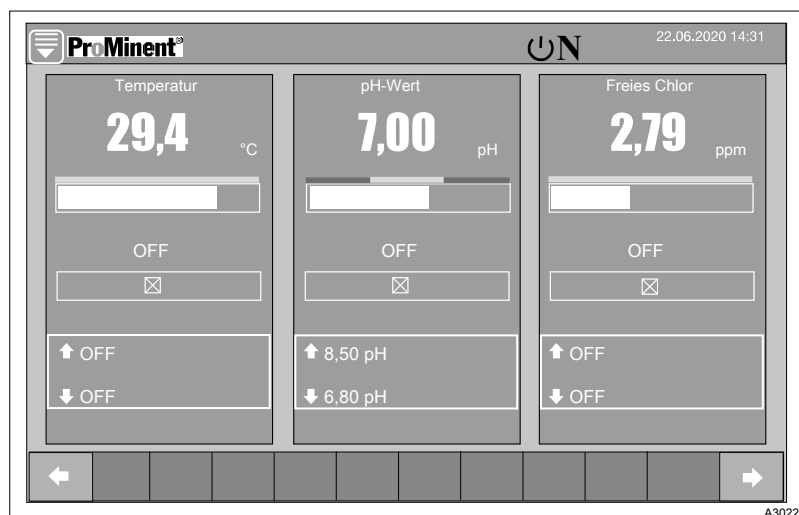 ProMinent® ON 22.06.2020 14:31
Temperatur
29,4 °C
OFF
OFF
OFF
pH-Wert
7,00 pH
OFF
8,50 pH
6,80 pH
Freies Chlor
2,79 ppm
OFF
OFF
OFF
A3022